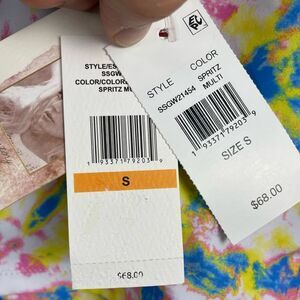 STYLE/ES
SSGW
COLOR/COLOR
SPRITZ MU
1 93371 79203 9
S
$68.00
STYLE COLOR
SSGW21454 SPRITZ
MULTI
1 93371 79203 9
SIZE S
$68.00